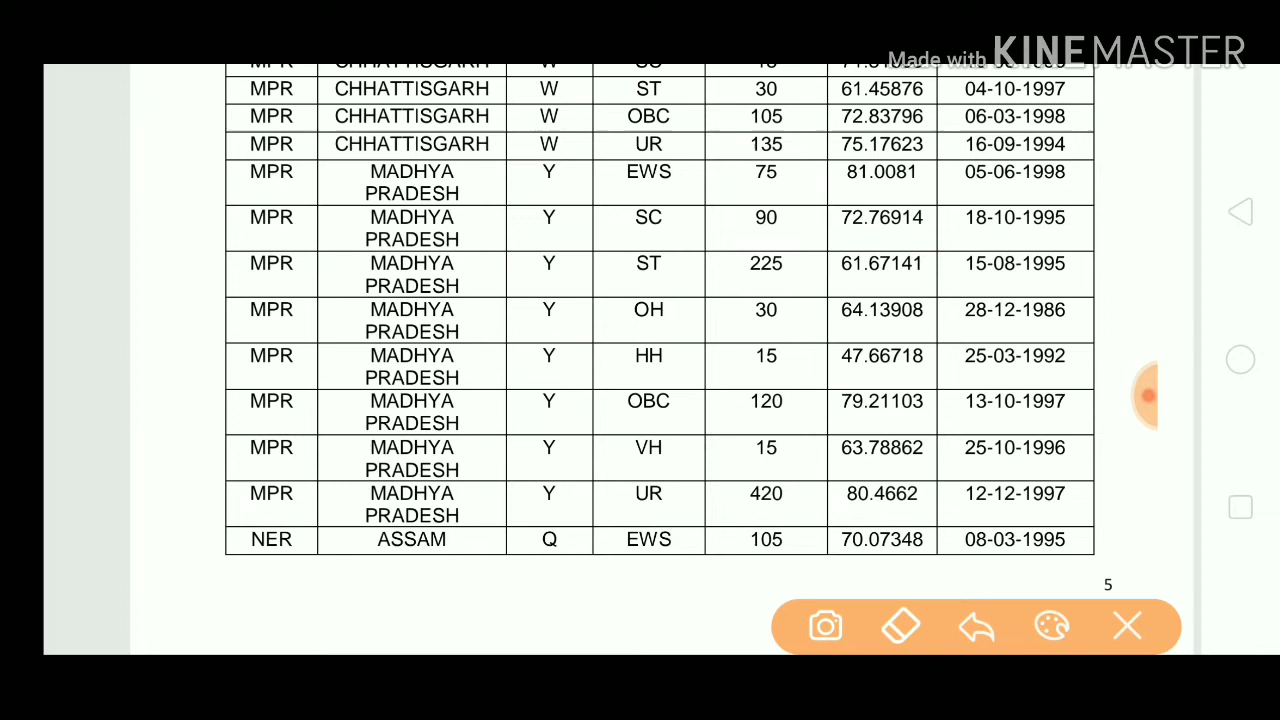 Made with KINEMASTER
MPR CHHATTISGARH W
MPR CHHATTISGARH W ST 30 61.45876 04-10-1997
MPR CHHATTISGARH W OBC 105 72.83796 06-03-1998
MPR CHHATTISGARH W UR 135 75.17623 16-09-1994
MPR MADHYA Y EWS 75 81.0081 05-06-1998
PRADESH
MPR MADHYA Y SC 90 72.76914 18-10-1995
PRADESH
MPR MADHYA Y ST 225 61.67141 15-08-1995
PRADESH
MPR MADHYA Y OH 30 64.13908 28-12-1986
PRADESH
MPR MADHYA Y HH 15 47.66718 25-03-1992
PRADESH
MPR MADHYA Y OBC 120 79.21103 13-10-1997
PRADESH
MPR MADHYA Y VH 15 63.78862 25-10-1996
PRADESH
MPR MADHYA Y UR 420 80.4662 12-12-1997
PRADESH
NER ASSAM Q EWS 105 70.07348 08-03-1995
5